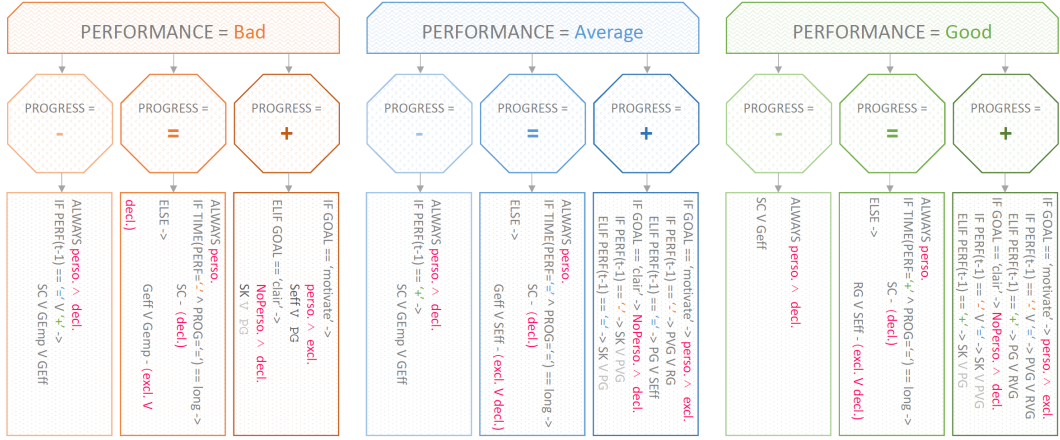 PERFORMANCE = Bad
PROGRESS =
-
PROGRESS =
=
PROGRESS =
+
ALWAYS perso. ^ decl.
IF PERF(t-1) == '=' V '+' ->
SC V GEmp V GEff
ALWAYS perso.
IF TIME(PERF='-' ^ PROG='=') == long ->
SC - (decl.)
ELSE ->
Geff V Gemp - (excl. V
decl.)
IF GOAL == 'motivate' ->
perso. ^ excl.
Seff V PG
ELIF GOAL == 'clair' ->
NoPerso. ^ decl.
SK V PG
PERFORMANCE = Average
PROGRESS =
-
PROGRESS =
=
PROGRESS =
+
ALWAYS perso. ^ decl.
IF PERF(t-1) == '+' ->
SC V GEmp V GEff
ALWAYS perso.
IF TIME(PERF='=' ^ PROG='=') == long ->
SC - (decl.)
ELSE ->
Geff V SEff - (excl. V decl.)
IF GOAL == 'motivate' -> perso. ^ excl.
IF PERF(t-1) == '-' -> PVG V RG
ELIF PERF(t-1) == '=' -> PG V SEff
IF GOAL == 'clair' -> NoPerso. ^ decl.
IF PERF(t-1) == '-' -> SK V PVG
ELIF PERF(t-1) == '=' -> SK V PG
PERFORMANCE = Good
PROGRESS =
-
PROGRESS =
=
PROGRESS =
+
ALWAYS perso. ^ decl.
SC V Geff
ALWAYS perso.
IF TIME(PERF='+' ^ PROG='=') == long ->
SC - (decl.)
ELSE ->
RG V SEff - (excl. V decl.)
IF GOAL == 'motivate' -> perso. ^ excl.
IF PERF(t-1) == '-' V '=' -> PVG V RVG
ELIF PERF(t-1) == '+' -> PG V RVG
IF GOAL == 'clair' -> NoPerso. ^ decl.
IF PERF(t-1) == '-' V '=' -> SK V PVG
ELIF PERF(t-1) == '+' -> SK V PG